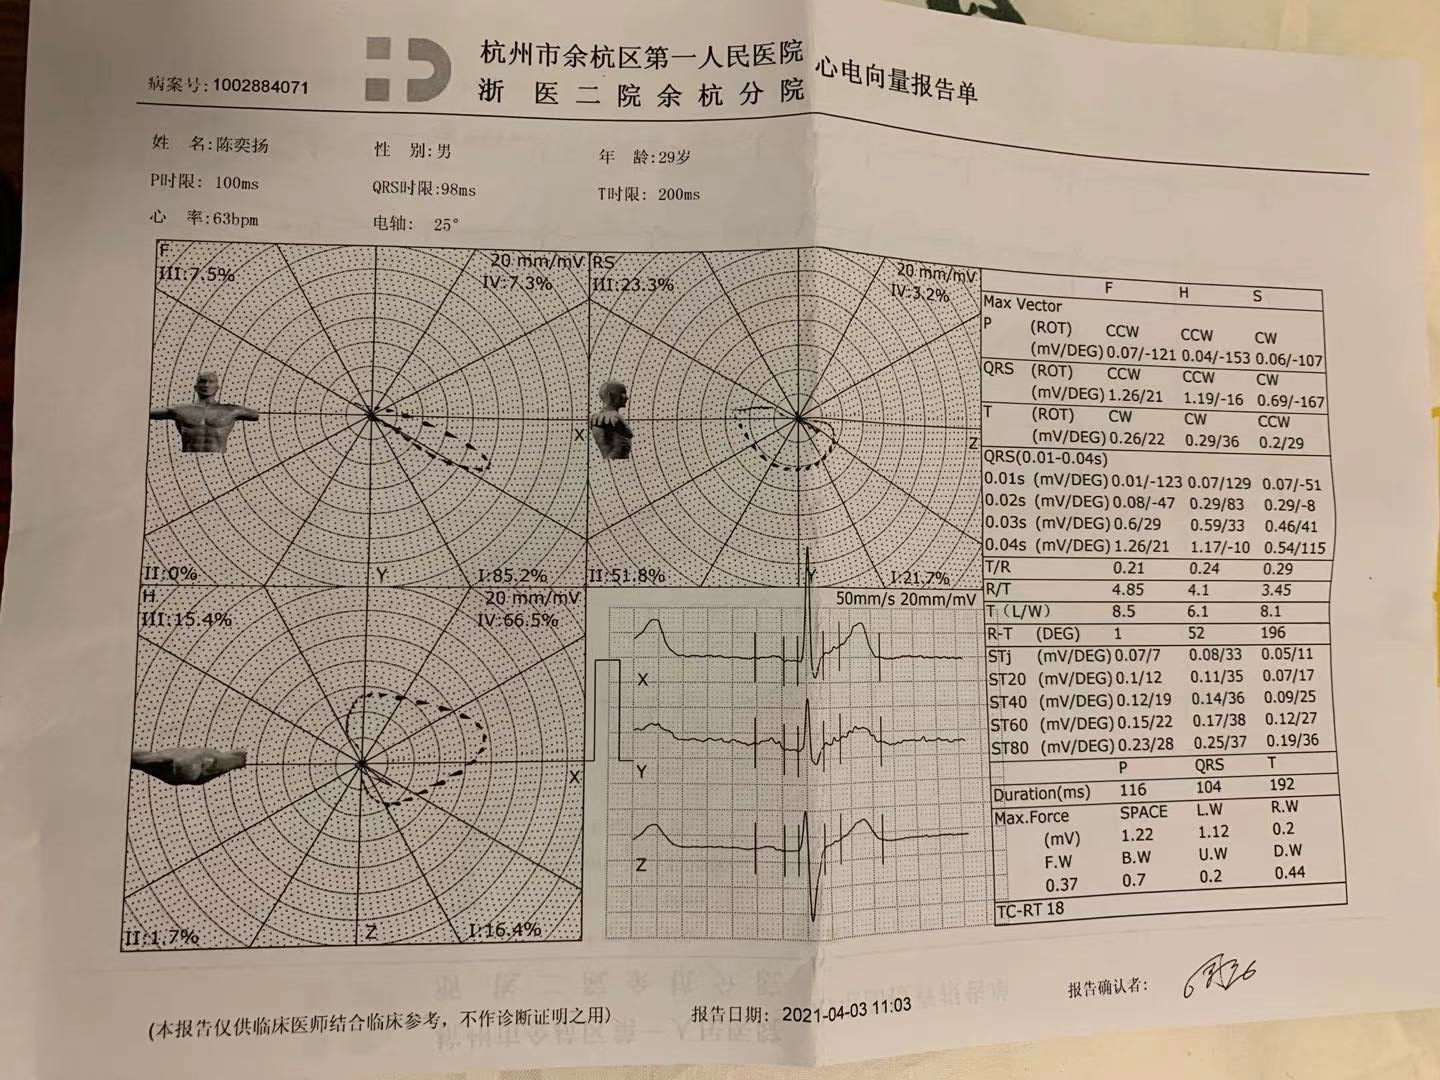 杭州市余杭区第一人民医院
浙医二院余杭分院
心电向量报告单
病案号:1002884071
姓 名:陈奕扬 性 别:男 年 龄:29岁
P时限: 100ms QRS时限:98ms T时限: 200ms
心 率:63bpm 电轴: 25°
F 20 mm/mV
III:7.5% IV:7.3%
X
II:0% Y I:85.2%
RS 20 mm/mV
III:23.3% IV:3.2%
Z
II:51.8% Y I:21.7%
H 20 mm/mV
III:15.4% IV:66.5%
X
II:1.7% Z I:16.4%
50mm/s 20mm/mV
X
Y
Z
F H S
Max Vector
P (ROT) CCW CCW CW
(mV/DEG) 0.07/-121 0.04/-153 0.06/-107
QRS (ROT) CCW CCW CW
(mV/DEG) 1.26/21 1.19/-16 0.69/-167
T (ROT) CW CW CCW
(mV/DEG) 0.26/22 0.29/36 0.2/29
QRS(0.01-0.04s)
0.01s (mV/DEG) 0.01/-123 0.07/129 0.07/-51
0.02s (mV/DEG) 0.08/-47 0.29/83 0.29/-8
0.03s (mV/DEG) 0.6/29 0.59/33 0.46/41
0.04s (mV/DEG) 1.26/21 1.17/-10 0.54/115
T/R 0.21 0.24 0.29
R/T 4.85 4.1 3.45
T（L/W） 8.5 6.1 8.1
R-T (DEG) 1 52 196
STj (mV/DEG) 0.07/7 0.08/33 0.05/11
ST20 (mV/DEG) 0.1/12 0.11/35 0.07/17
ST40 (mV/DEG) 0.12/19 0.14/36 0.09/25
ST60 (mV/DEG) 0.15/22 0.17/38 0.12/27
ST80 (mV/DEG) 0.23/28 0.25/37 0.19/36
P QRS T
Duration(ms) 116 104 192
Max.Force SPACE L.W R.W
(mV) 1.22 1.12 0.2
F.W B.W U.W D.W
0.37 0.7 0.2 0.44
TC-RT 18
报告确认者:
(本报告仅供临床医师结合临床参考，不作诊断证明之用) 报告日期: 2021-04-03 11:03